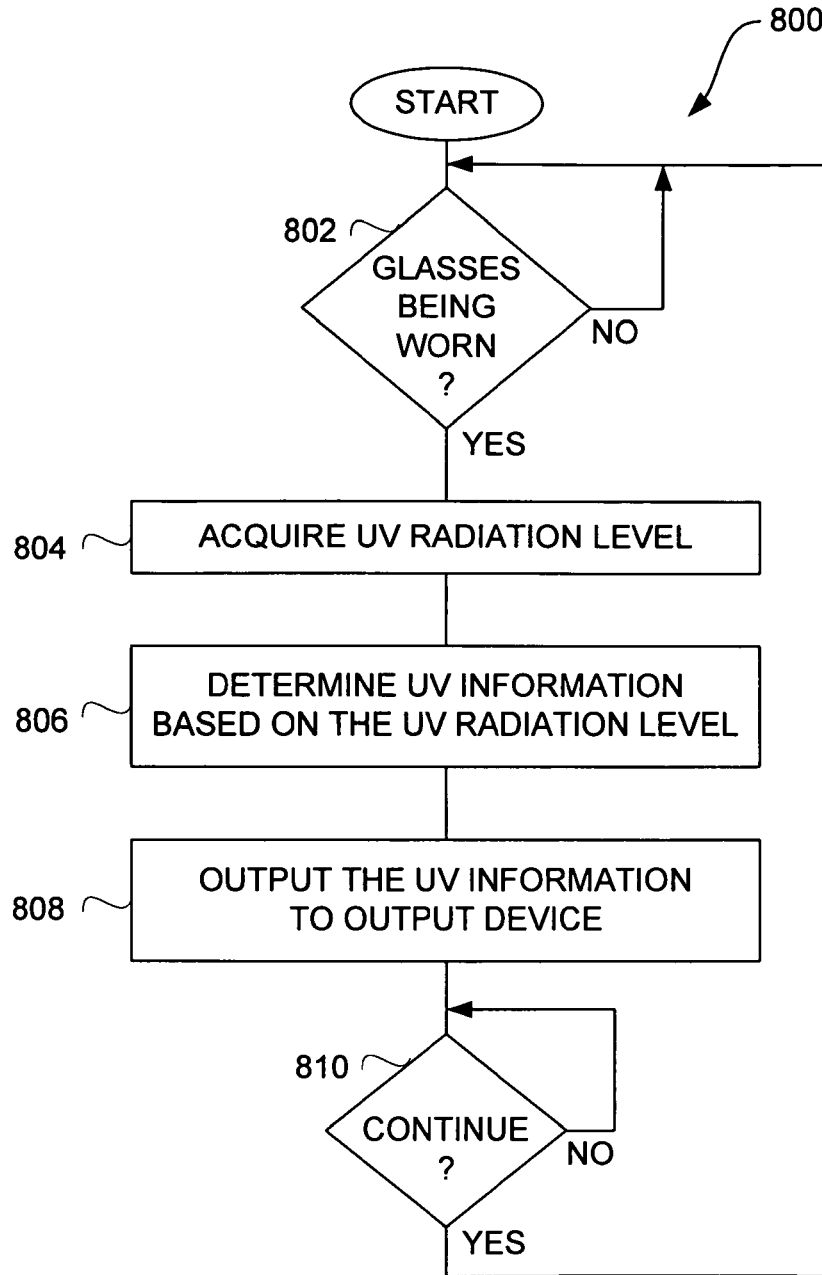 800
START
802
GLASSES
BEING
WORN
?
NO
YES
804
ACQUIRE UV RADIATION LEVEL
806
DETERMINE UV INFORMATION
BASED ON THE UV RADIATION LEVEL
808
OUTPUT THE UV INFORMATION
TO OUTPUT DEVICE
810
CONTINUE
?
NO
YES